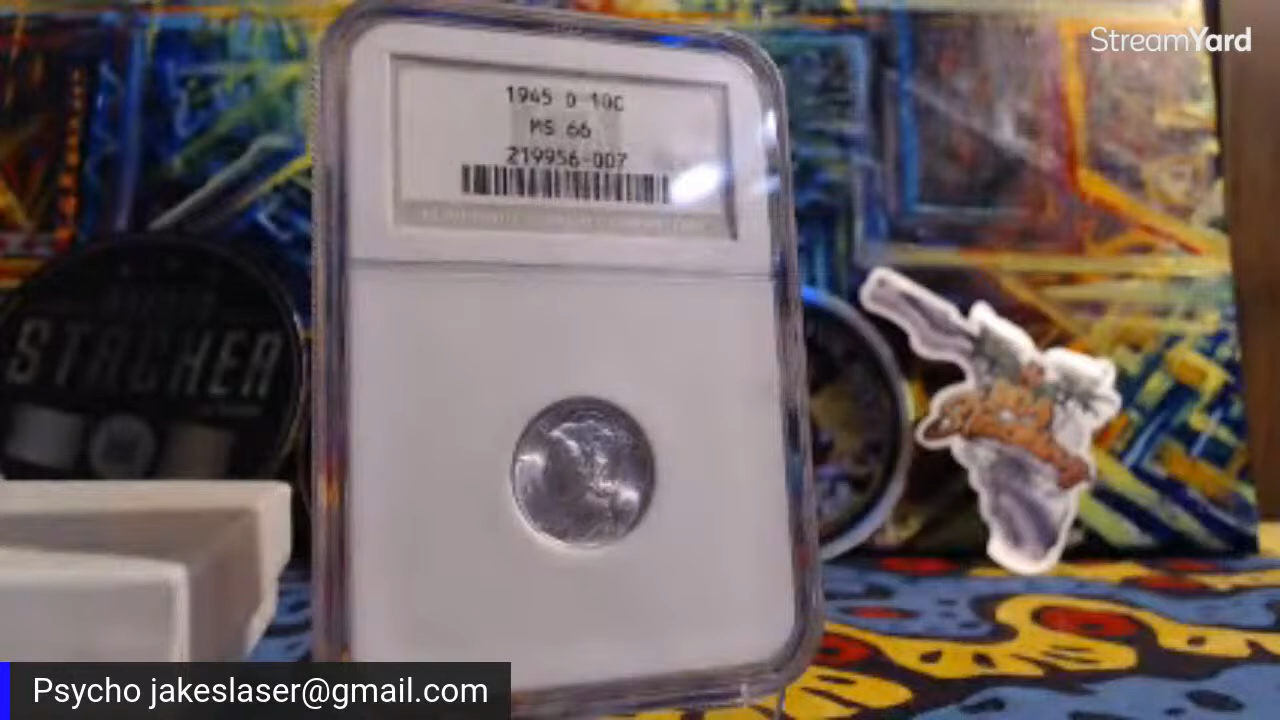 StreamYard
1945 D 10C
MS 66
219956-007
STACKER
Psycho jakeslaser@gmail.com